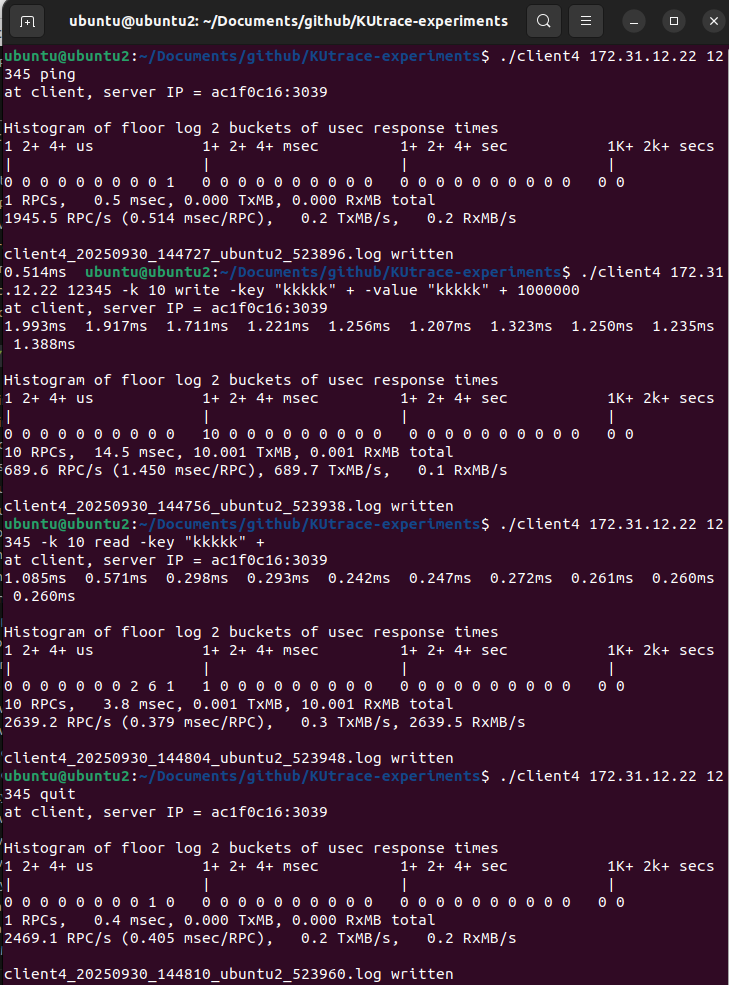 ubuntu@ubuntu2: ~/Documents/github/KUtrace-experiments
ubuntu@ubuntu2:~/Documents/github/KUtrace-experiments$ ./client4 172.31.12.22 12
345 ping
at client, server IP = ac1f0c16:3039

Histogram of floor log 2 buckets of usec response times
1 2+ 4+ us            1+ 2+ 4+ msec         1+ 2+ 4+ sec           1K+ 2k+ secs
|                     |                     |                      |
0 0 0 0 0 0 0 0 0 1   0 0 0 0 0 0 0 0 0 0   0 0 0 0 0 0 0 0 0 0   0 0
1 RPCs,   0.5 msec, 0.000 TxMB, 0.000 RxMB total
1945.5 RPC/s (0.514 msec/RPC),   0.2 TxMB/s,   0.2 RxMB/s

client4_20250930_144727_ubuntu2_523896.log written
0.514ms  ubuntu@ubuntu2:~/Documents/github/KUtrace-experiments$ ./client4 172.31
.12.22 12345 -k 10 write -key "kkkkk" + -value "kkkkk" + 1000000
at client, server IP = ac1f0c16:3039
1.993ms  1.917ms  1.711ms  1.221ms  1.256ms  1.207ms  1.323ms  1.250ms  1.235ms
 1.388ms

Histogram of floor log 2 buckets of usec response times
1 2+ 4+ us            1+ 2+ 4+ msec         1+ 2+ 4+ sec           1K+ 2k+ secs
|                     |                     |                      |
0 0 0 0 0 0 0 0 0 0   10 0 0 0 0 0 0 0 0 0   0 0 0 0 0 0 0 0 0 0   0 0
10 RPCs,  14.5 msec, 10.001 TxMB, 0.001 RxMB total
689.6 RPC/s (1.450 msec/RPC), 689.7 TxMB/s,   0.1 RxMB/s

client4_20250930_144756_ubuntu2_523938.log written
ubuntu@ubuntu2:~/Documents/github/KUtrace-experiments$ ./client4 172.31.12.22 12
345 -k 10 read -key "kkkkk" +
at client, server IP = ac1f0c16:3039
1.085ms  0.571ms  0.298ms  0.293ms  0.242ms  0.247ms  0.272ms  0.261ms  0.260ms
 0.260ms

Histogram of floor log 2 buckets of usec response times
1 2+ 4+ us            1+ 2+ 4+ msec         1+ 2+ 4+ sec           1K+ 2k+ secs
|                     |                     |                      |
0 0 0 0 0 0 0 2 6 1   1 0 0 0 0 0 0 0 0 0   0 0 0 0 0 0 0 0 0 0   0 0
10 RPCs,   3.8 msec, 0.001 TxMB, 10.001 RxMB total
2639.2 RPC/s (0.379 msec/RPC),   0.3 TxMB/s, 2639.5 RxMB/s

client4_20250930_144804_ubuntu2_523948.log written
ubuntu@ubuntu2:~/Documents/github/KUtrace-experiments$ ./client4 172.31.12.22 12
345 quit
at client, server IP = ac1f0c16:3039

Histogram of floor log 2 buckets of usec response times
1 2+ 4+ us            1+ 2+ 4+ msec         1+ 2+ 4+ sec           1K+ 2k+ secs
|                     |                     |                      |
0 0 0 0 0 0 0 0 1 0   0 0 0 0 0 0 0 0 0 0   0 0 0 0 0 0 0 0 0 0   0 0
1 RPCs,   0.4 msec, 0.000 TxMB, 0.000 RxMB total
2469.1 RPC/s (0.405 msec/RPC),   0.2 TxMB/s,   0.2 RxMB/s

client4_20250930_144810_ubuntu2_523960.log written